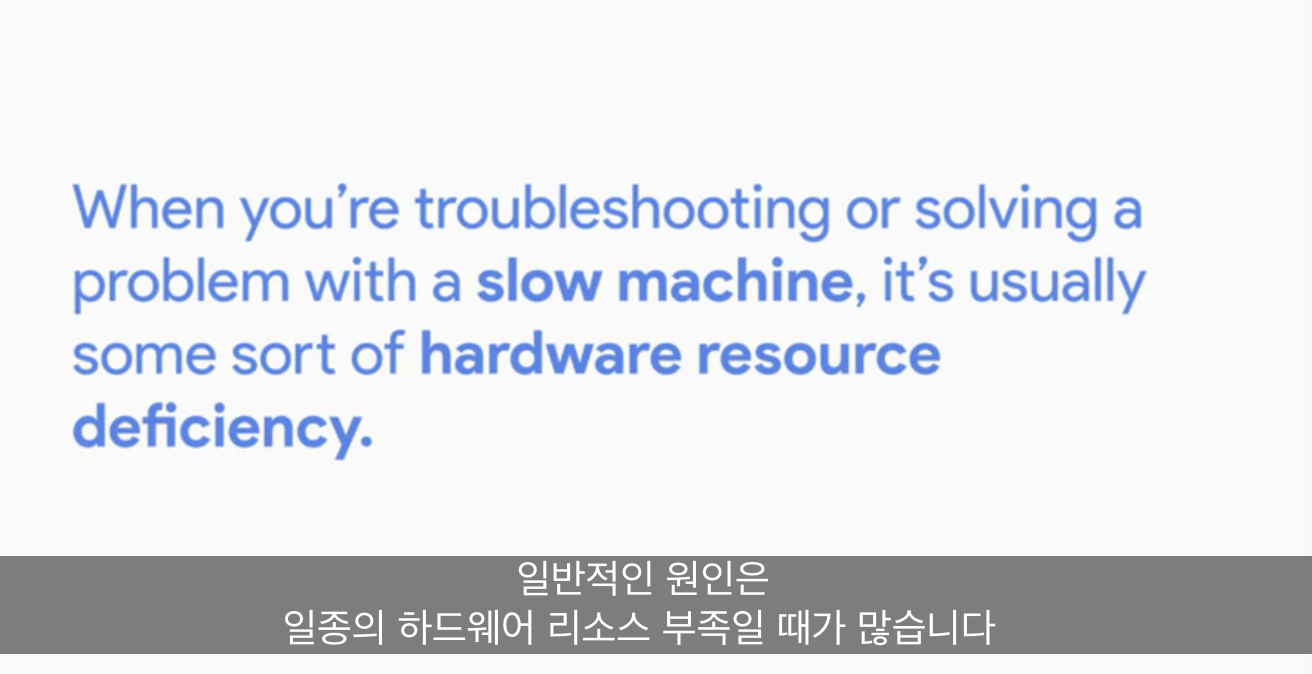 When you’re troubleshooting or solving a
problem with a slow machine, it’s usually
some sort of hardware resource
deficiency.
일반적인 원인은
일종의 하드웨어 리소스 부족일 때가 많습니다